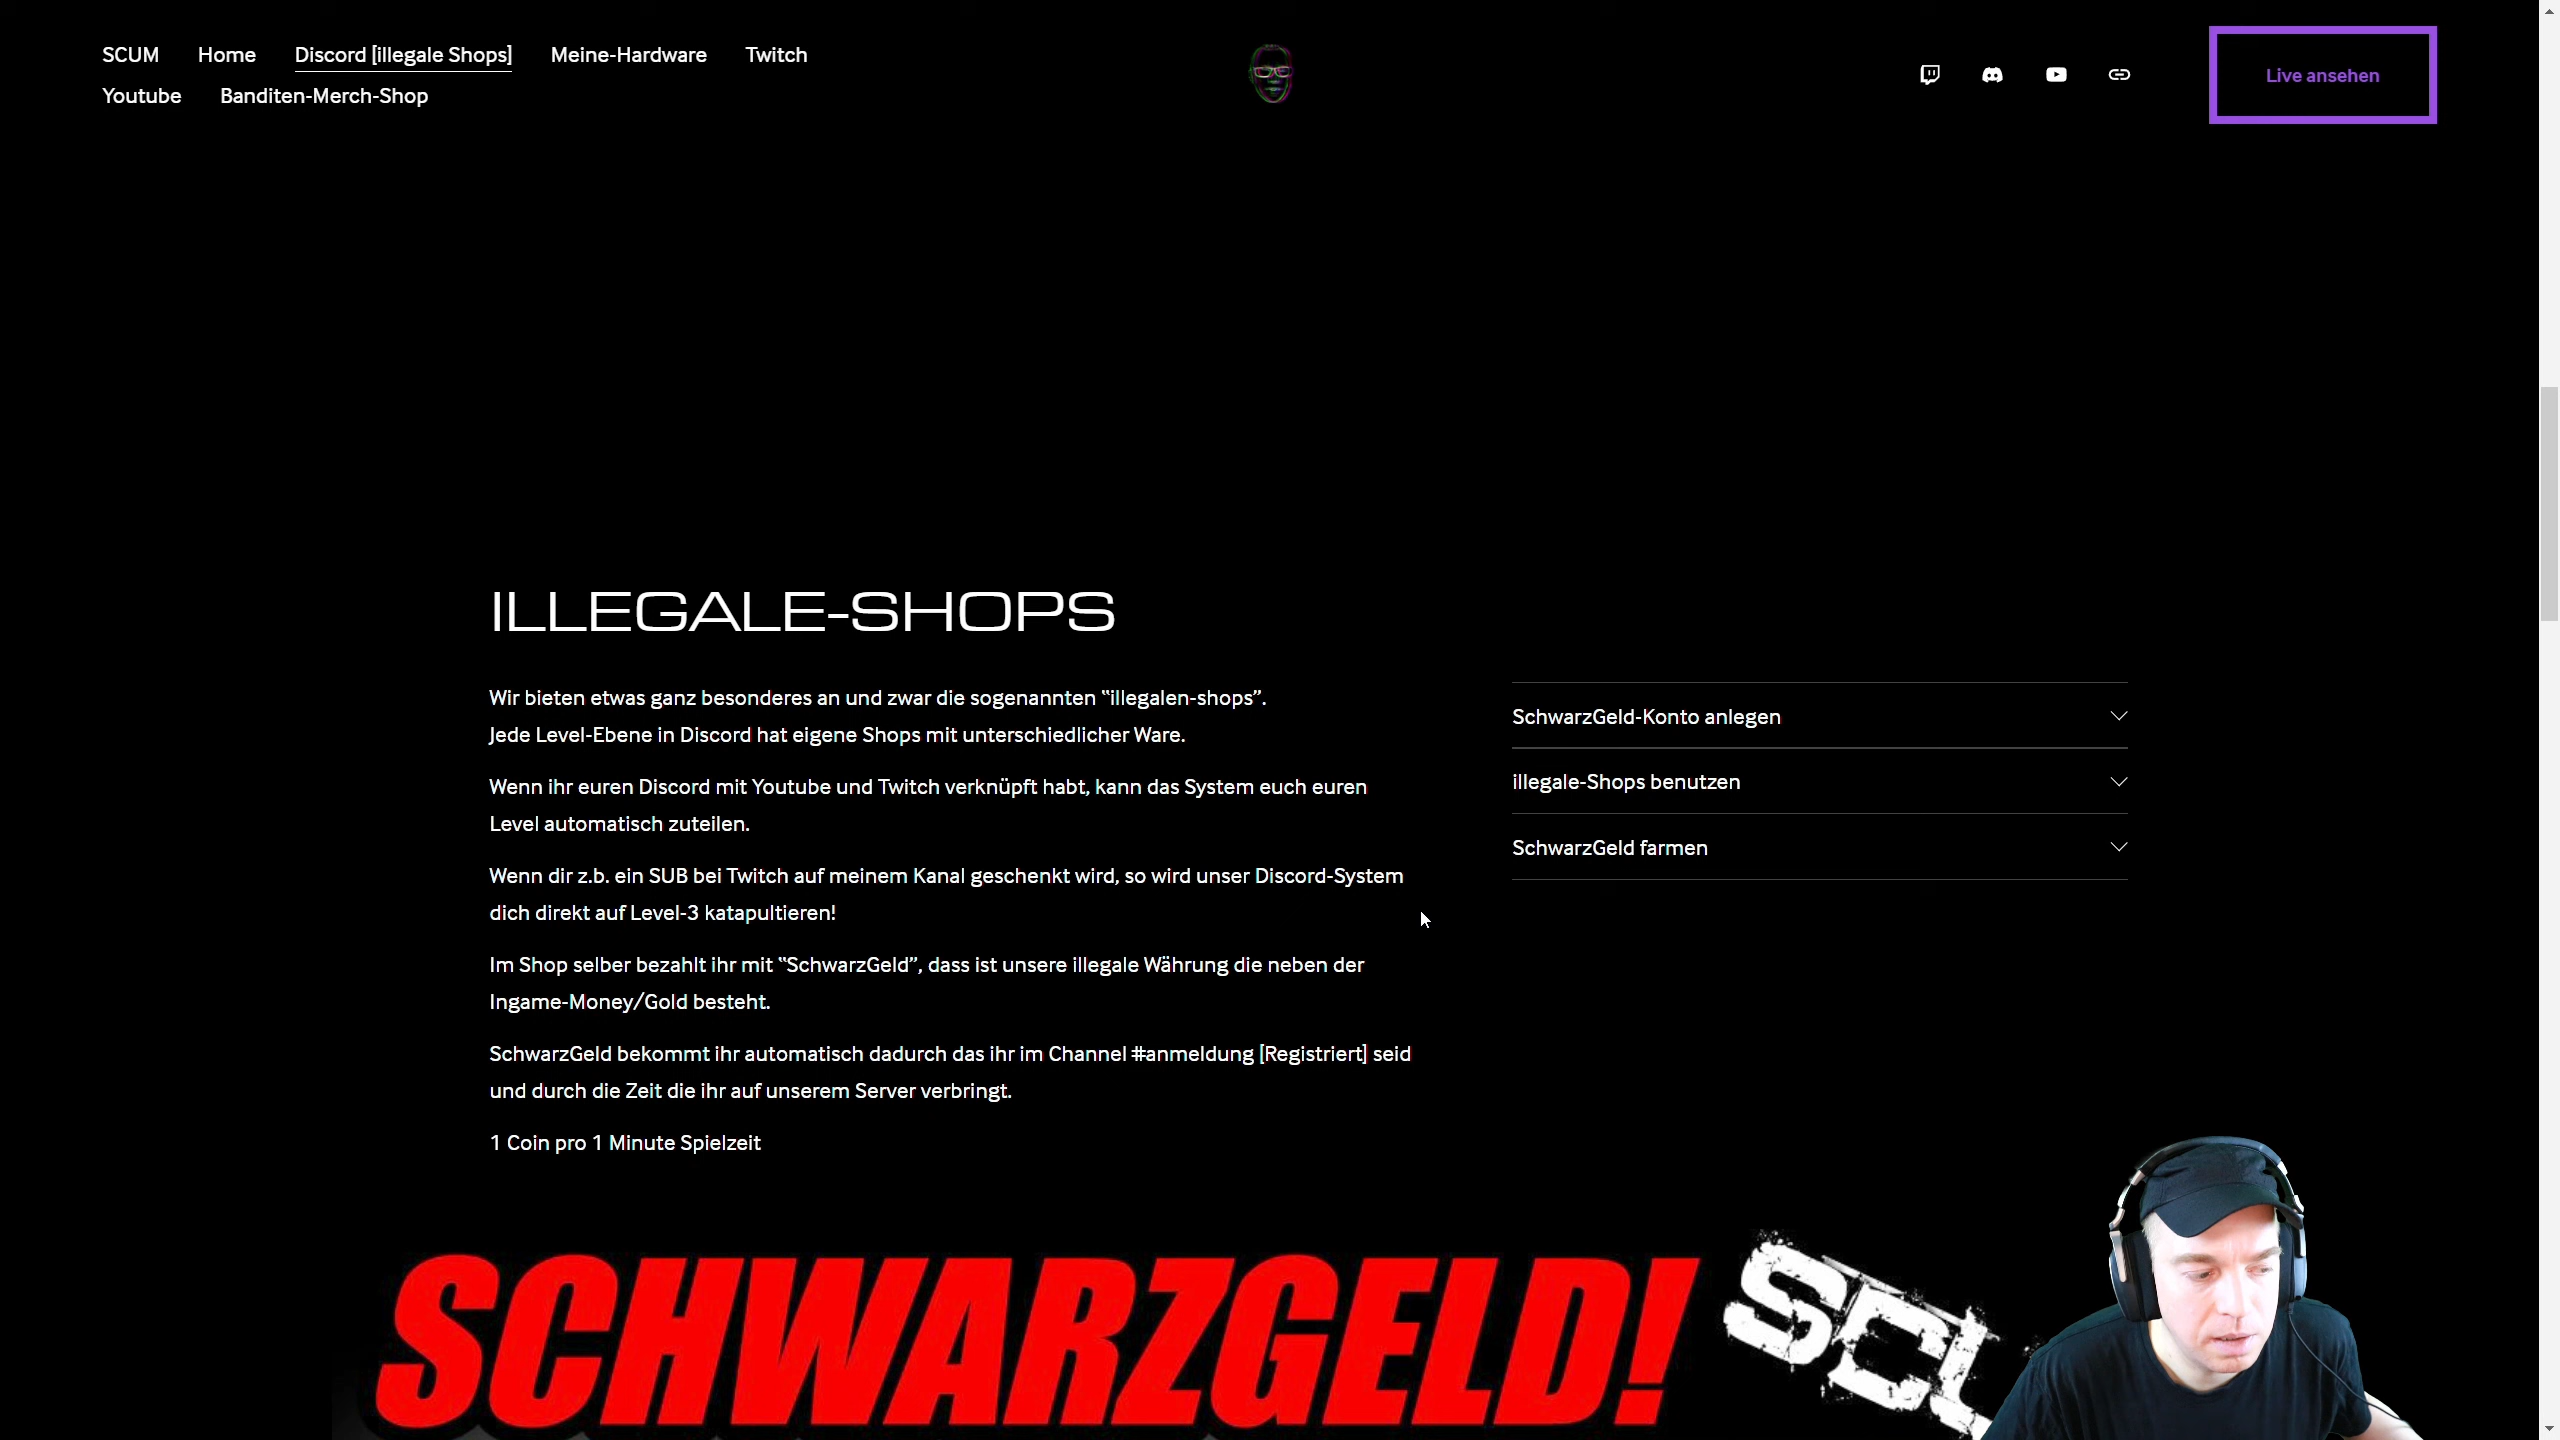 SCUM Home Discord [illegale Shops] Meine-Hardware Twitch
Youtube Banditen-Merch-Shop
Live ansehen
ILLEGALE-SHOPS
Wir bieten etwas ganz besonderes an und zwar die sogenannten “illegalen-shops”.
Jede Level-Ebene in Discord hat eigene Shops mit unterschiedlicher Ware.
Wenn ihr euren Discord mit Youtube und Twitch verknüpft habt, kann das System euch euren
Level automatisch zuteilen.
Wenn dir z.b. ein SUB bei Twitch auf meinem Kanal geschenkt wird, so wird unser Discord-System
dich direkt auf Level-3 katapultieren!
Im Shop selber bezahlt ihr mit “SchwarzGeld”, dass ist unsere illegale Währung die neben der
Ingame-Money/Gold besteht.
SchwarzGeld bekommt ihr automatisch dadurch das ihr im Channel #anmeldung [Registriert] seid
und durch die Zeit die ihr auf unserem Server verbringt.
1 Coin pro 1 Minute Spielzeit
SchwarzGeld-Konto anlegen
illegale-Shops benutzen
SchwarzGeld farmen
SCHWARZGELD!